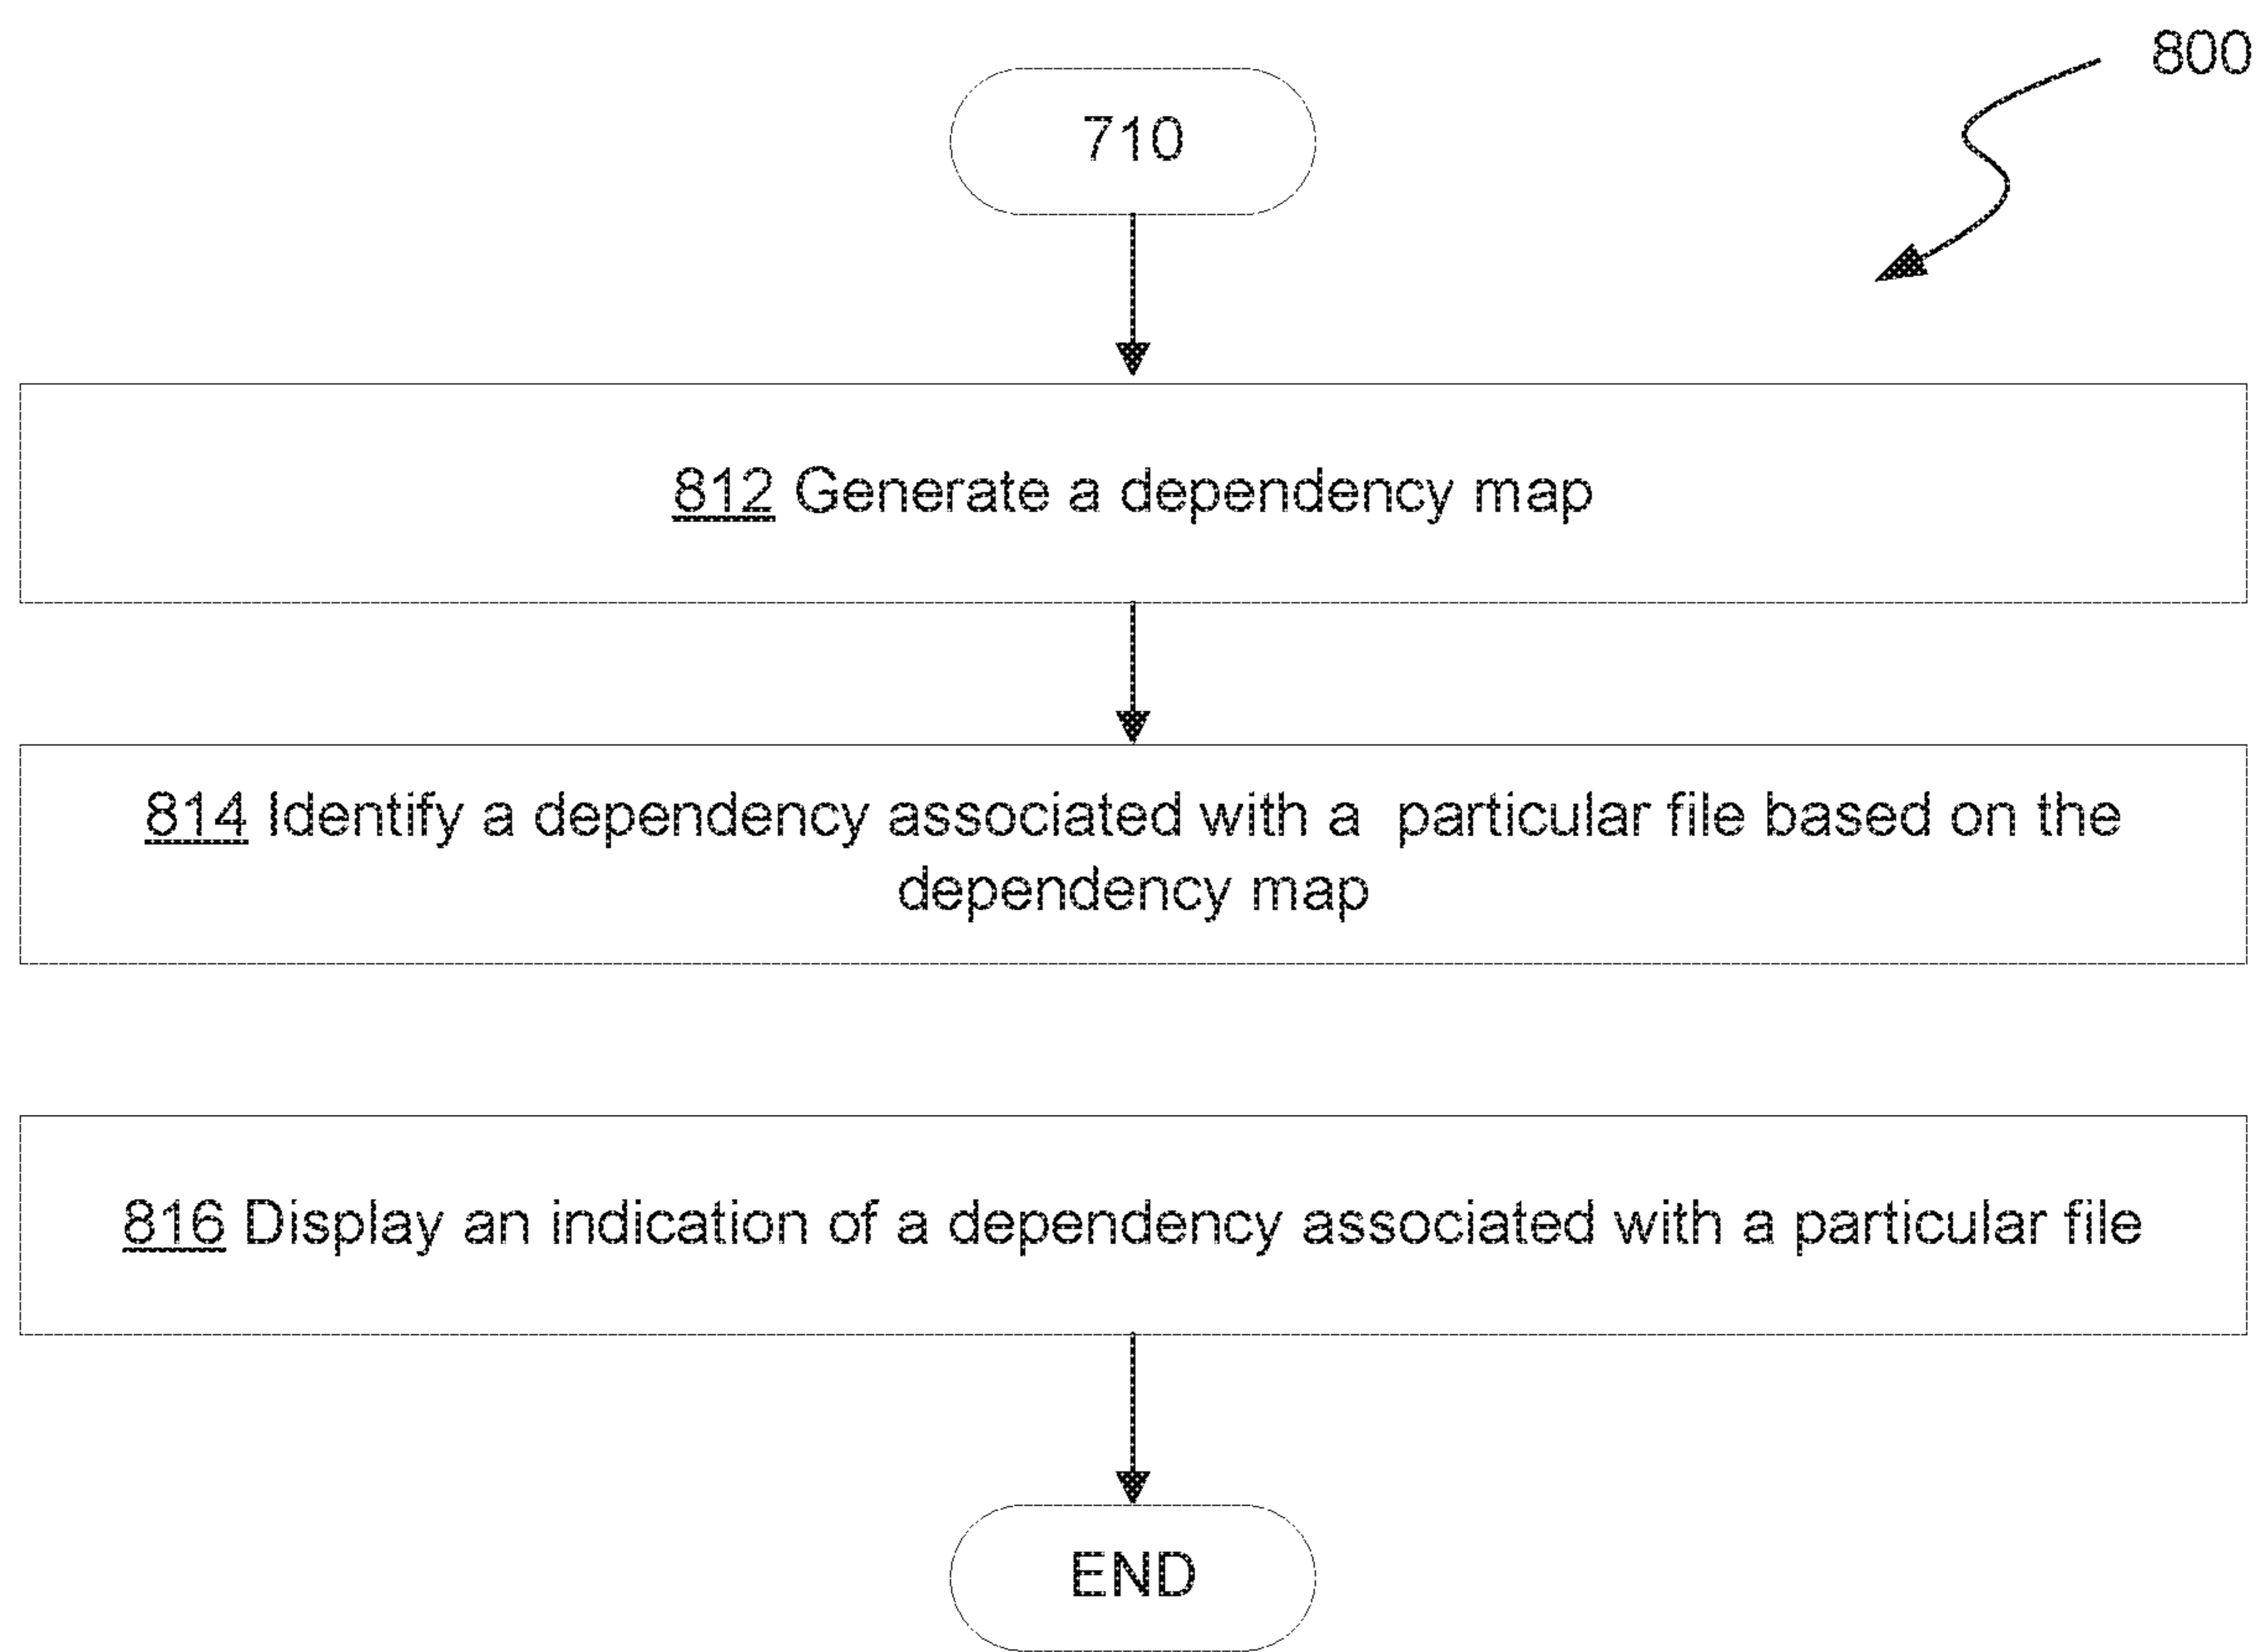 800
710
812 Generate a dependency map
814 Identify a dependency associated with a particular file based on the
dependency map
816 Display an indication of a dependency associated with a particular file
END